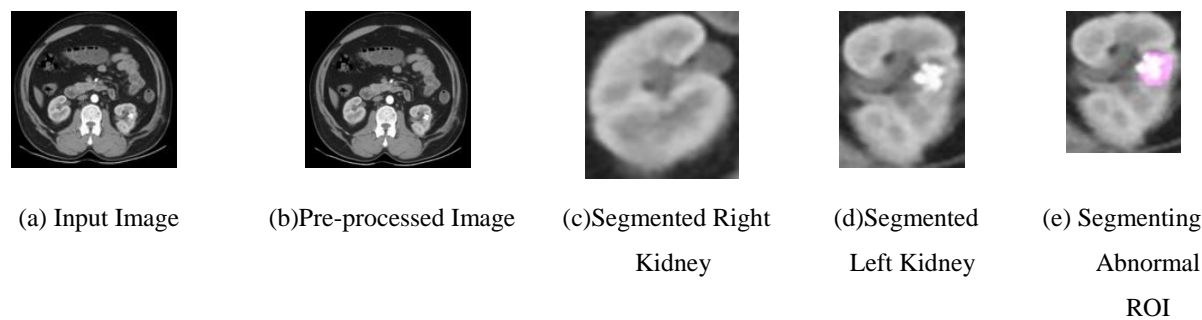 (a) Input Image
(b)Pre-processed Image
(c)Segmented Right
Kidney
(d)Segmented
Left Kidney
(e) Segmenting
Abnormal
ROI